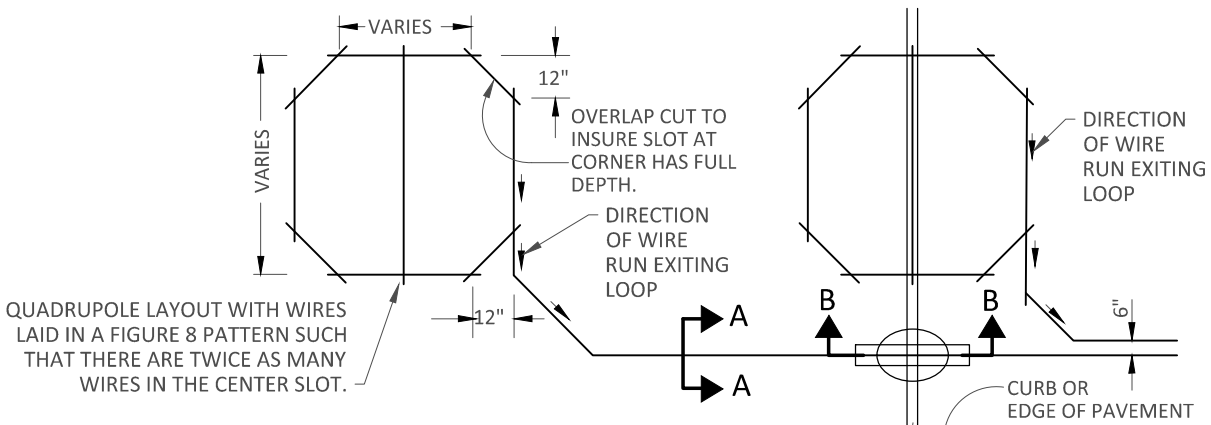 VARIES
12"
VARIES
OVERLAP CUT TO
INSURE SLOT AT
CORNER HAS FULL
DEPTH.
DIRECTION
OF WIRE
RUN EXITING
LOOP
DIRECTION
OF WIRE
RUN EXITING
LOOP
QUADRUPOLE LAYOUT WITH WIRES
LAID IN A FIGURE 8 PATTERN SUCH
THAT THERE ARE TWICE AS MANY
WIRES IN THE CENTER SLOT.
12"
A
A
B
B
6"
CURB OR
EDGE OF PAVEMENT